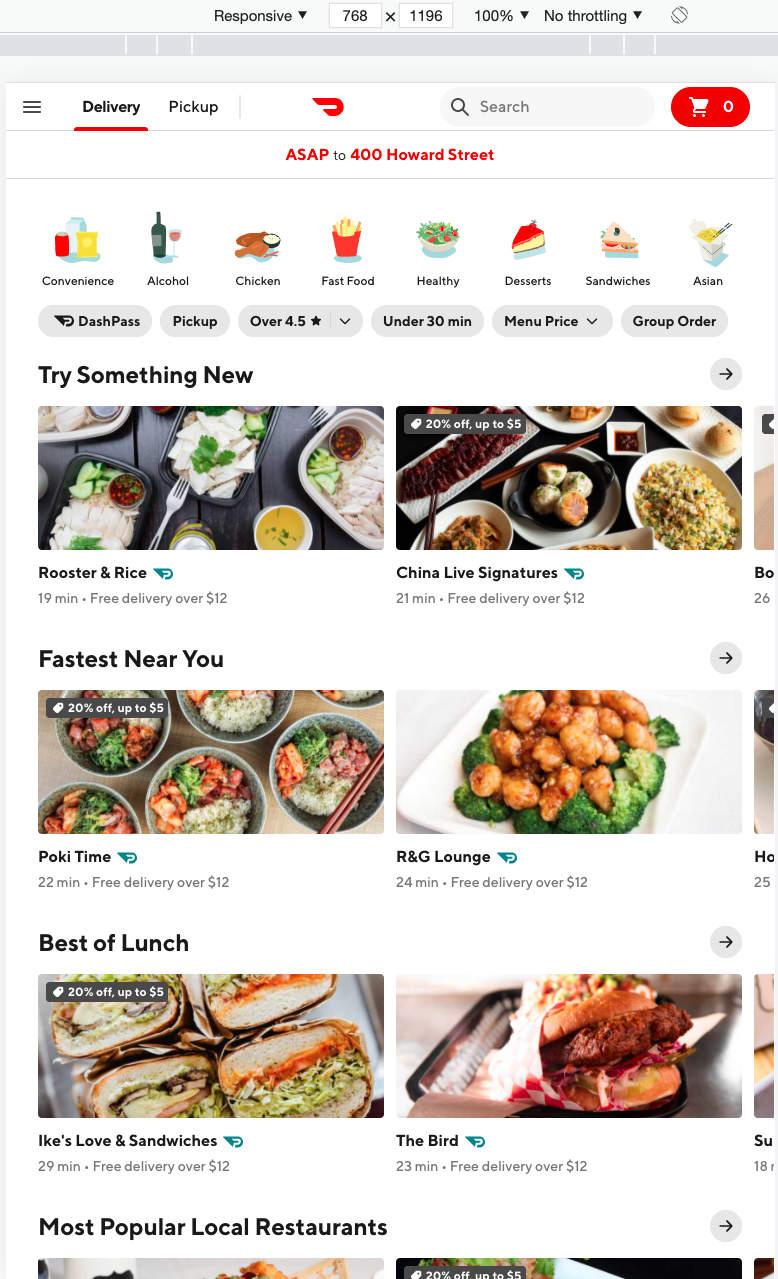 Responsive ▼ 768 × 1196 100% ▼ No throttling ▼
Delivery Pickup Search 0
ASAP to 400 Howard Street
Convenience Alcohol Chicken Fast Food Healthy Desserts Sandwiches Asian
DashPass Pickup Over 4.5 ★ Under 30 min Menu Price Group Order
Try Something New
20% off, up to $5
Rooster & Rice China Live Signatures Bo
19 min • Free delivery over $12 21 min • Free delivery over $12 26
Fastest Near You
20% off, up to $5
Poki Time R&G Lounge Ho
22 min • Free delivery over $12 24 min • Free delivery over $12 25
Best of Lunch
20% off, up to $5
Ike's Love & Sandwiches The Bird Su
29 min • Free delivery over $12 23 min • Free delivery over $12 18
Most Popular Local Restaurants
20% off, up to $5